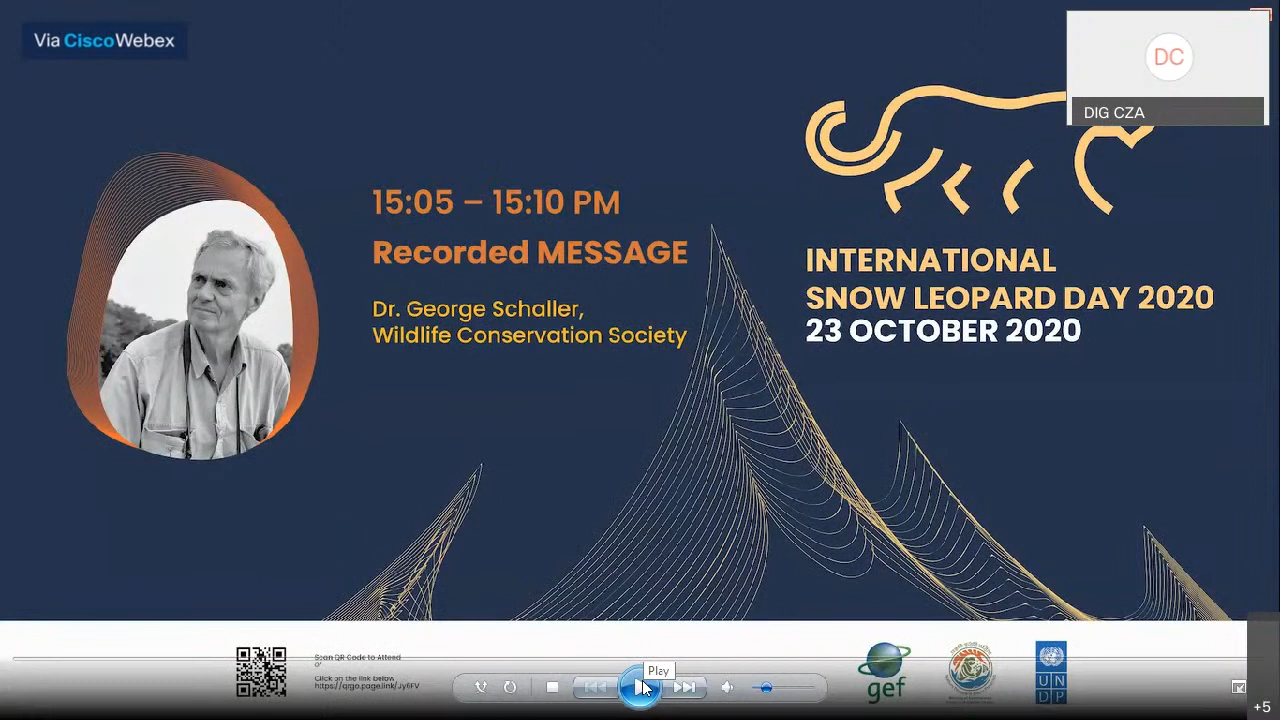 Via CiscoWebex
DC
DIG CZA
15:05 – 15:10 PM
Recorded MESSAGE
Dr. George Schaller,
Wildlife Conservation Society
INTERNATIONAL
SNOW LEOPARD DAY 2020
23 OCTOBER 2020
Scan QR Code to Attend
or
Click on the link below
Play
gef
U N
D P
+5